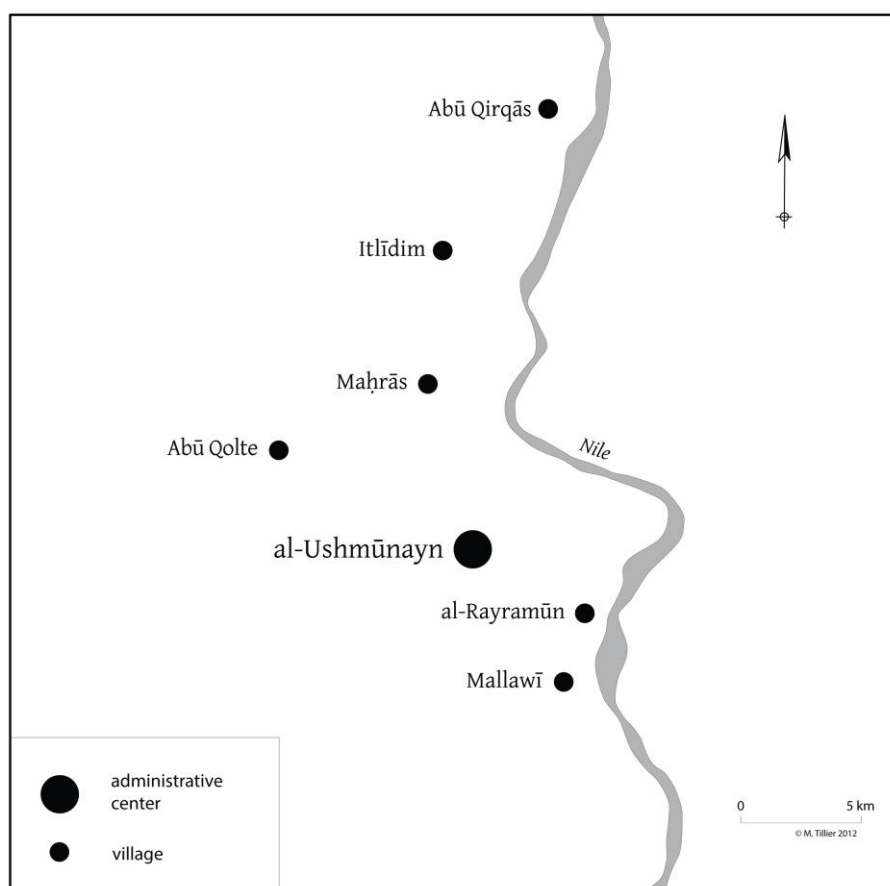 Abū Qirqās
Itlīdim
Maḥrās
Abū Qolte
Nile
al-Ushmūnayn
al-Rayramūn
Mallawī
administrative
center
village
0 5 km
© M. Tillier 2012